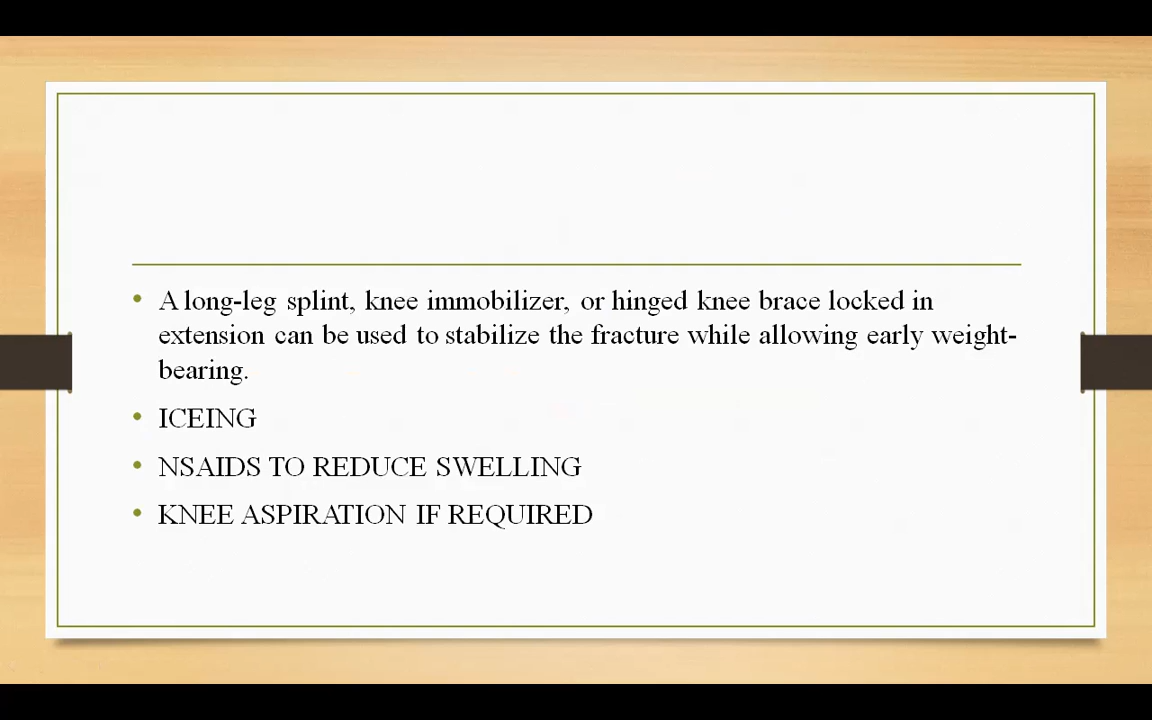 • A long-leg splint, knee immobilizer, or hinged knee brace locked in
extension can be used to stabilize the fracture while allowing early weight-
bearing.
• ICEING
• NSAIDS TO REDUCE SWELLING
• KNEE ASPIRATION IF REQUIRED